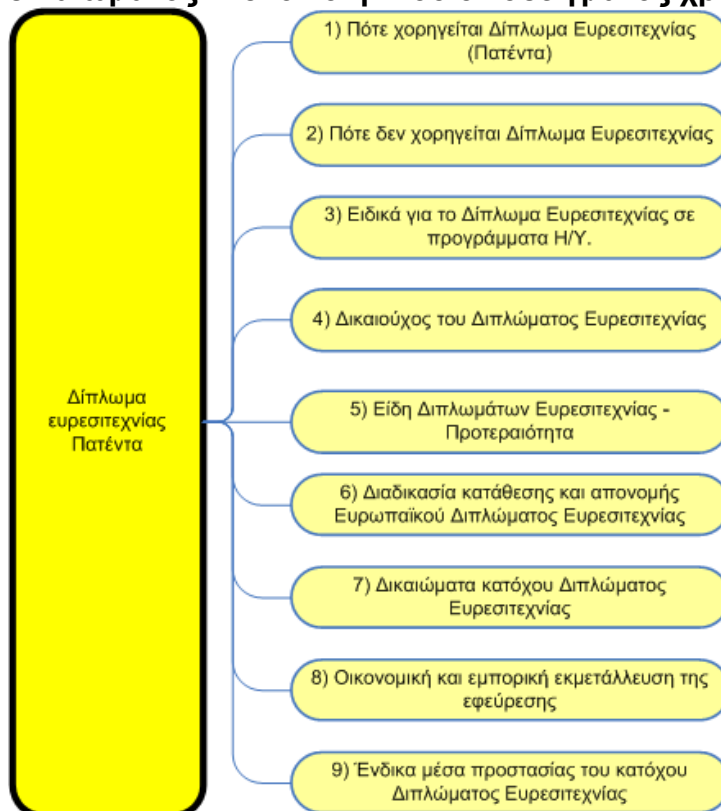 Δίπλωμα
ευρεσιτεχνίας
Πατέντα
1) Πότε χορηγείται Δίπλωμα Ευρεσιτεχνίας
(Πατέντα)
2) Πότε δεν χορηγείται Δίπλωμα Ευρεσιτεχνίας
3) Ειδικά για το Δίπλωμα Ευρεσιτεχνίας σε
προγράμματα Η/Υ.
4) Δικαιούχος του Διπλώματος Ευρεσιτεχνίας
5) Είδη Διπλωμάτων Ευρεσιτεχνίας -
Προτεραιότητα
6) Διαδικασία κατάθεσης και απονομής
Ευρωπαϊκού Διπλώματος Ευρεσιτεχνίας
7) Δικαιώματα κατόχου Διπλώματος
Ευρεσιτεχνίας
8) Οικονομική και εμπορική εκμετάλλευση της
εφεύρεσης
9) Ένδικα μέσα προστασίας του κατόχου
Διπλώματος Ευρεσιτεχνίας